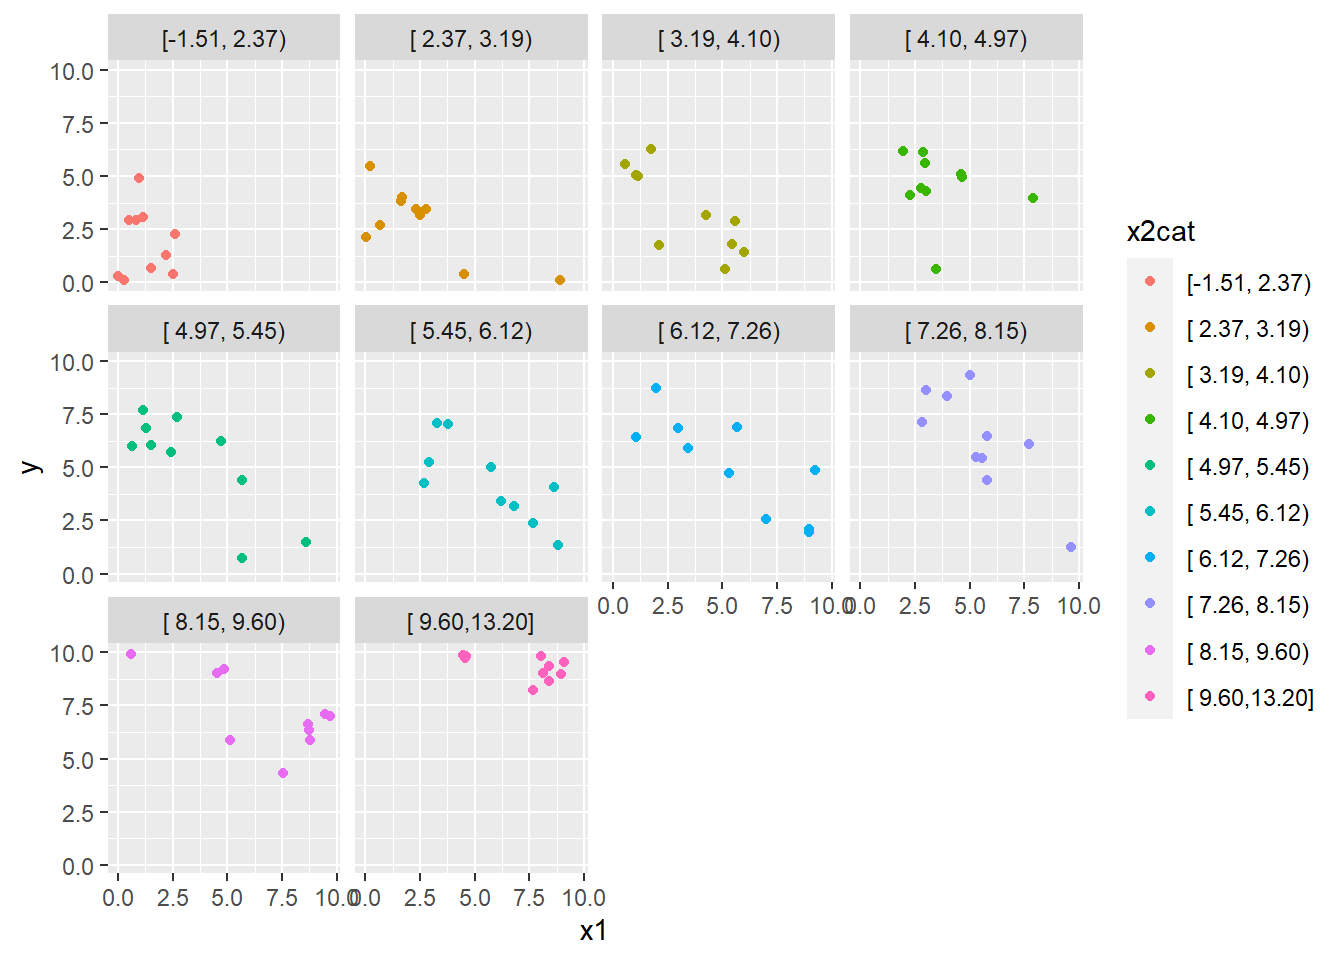 [-1.51, 2.37) [ 2.37, 3.19) [ 3.19, 4.10) [ 4.10, 4.97)
10.0
7.5
5.0
2.5
0.0
[ 4.97, 5.45) [ 5.45, 6.12) [ 6.12, 7.26) [ 7.26, 8.15)
10.0
7.5
5.0
2.5
0.0
0.0 2.5 5.0 7.5 10.0 0.0 2.5 5.0 7.5 10.0
[ 8.15, 9.60) [ 9.60,13.20]
10.0
7.5
5.0
2.5
0.0
0.0 2.5 5.0 7.5 10.0 0.0 2.5 5.0 7.5 10.0
x1
y
x2cat
[-1.51, 2.37)
[ 2.37, 3.19)
[ 3.19, 4.10)
[ 4.10, 4.97)
[ 4.97, 5.45)
[ 5.45, 6.12)
[ 6.12, 7.26)
[ 7.26, 8.15)
[ 8.15, 9.60)
[ 9.60,13.20]